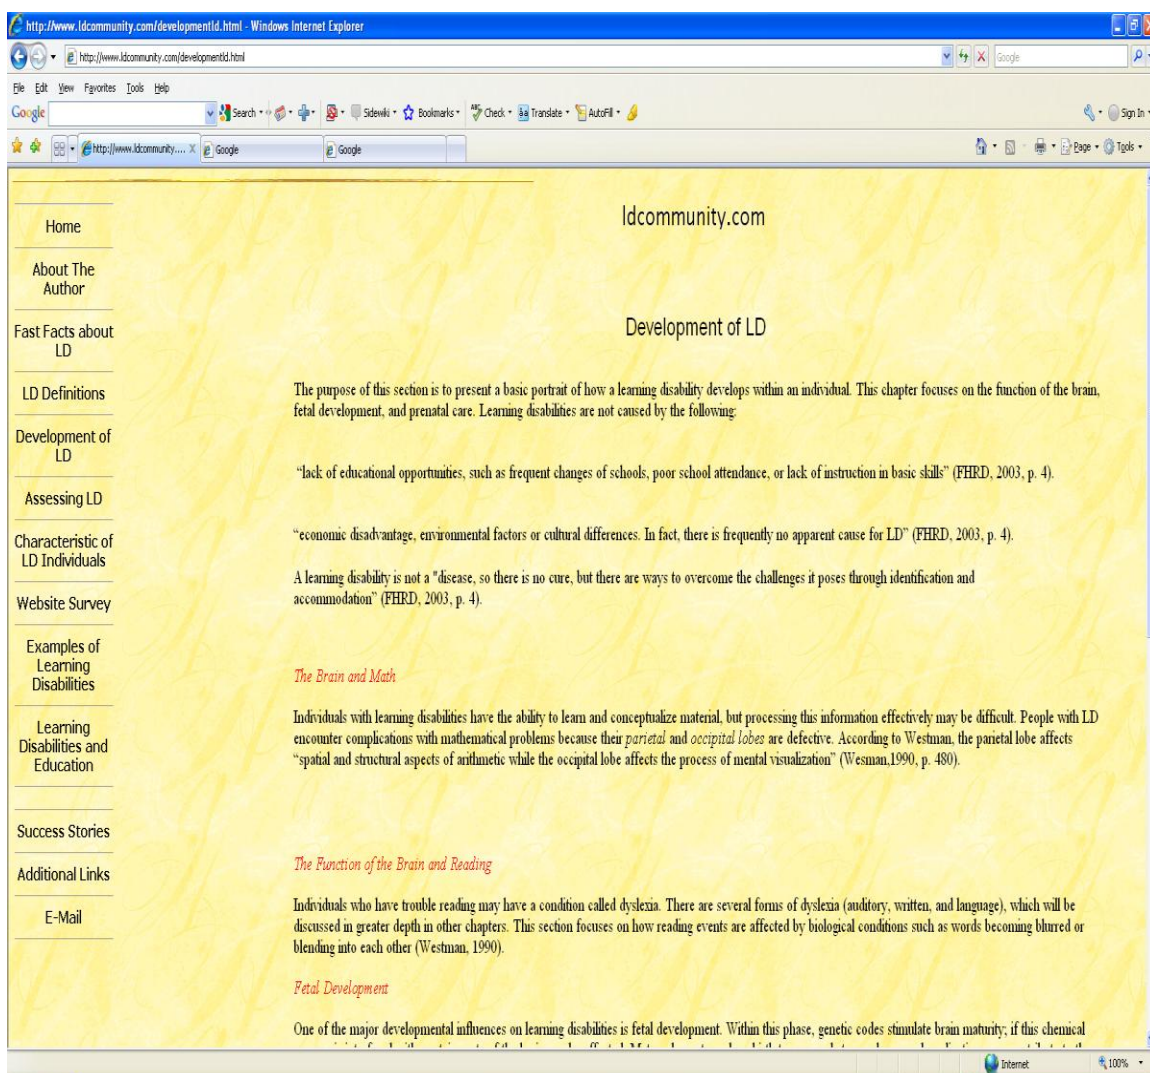 http://www.ldcommunity.com/developmentld.html - Windows Internet Explorer
http://www.ldcommunity.com/developmentld.html
Google
File Edit View Favorites Tools Help
Google
Search
Sidewiki
Bookmarks
Check
Translate
AutoFill
Sign In
http://www.ldcommunity....
Google
Google
Page
Tools
Home
About The
Author
Fast Facts about
LD
LD Definitions
Development of
LD
Assessing LD
Characteristic of
LD Individuals
Website Survey
Examples of
Learning
Disabilities
Learning
Disabilities and
Education
Success Stories
Additional Links
E-Mail
ldcommunity.com
Development of LD
The purpose of this section is to present a basic portrait of how a learning disability develops within an individual. This chapter focuses on the function of the brain,
fetal development, and prenatal care. Learning disabilities are not caused by the following:
“lack of educational opportunities, such as frequent changes of schools, poor school attendance, or lack of instruction in basic skills” (FHRD, 2003, p. 4).
“economic disadvantage, environmental factors or cultural differences. In fact, there is frequently no apparent cause for LD” (FHRD, 2003, p. 4).
A learning disability is not a "disease, so there is no cure, but there are ways to overcome the challenges it poses through identification and
accommodation” (FHRD, 2003, p. 4).
The Brain and Math
Individuals with learning disabilities have the ability to learn and conceptualize material, but processing this information effectively may be difficult. People with LD
encounter complications with mathematical problems because their parietal and occipital lobes are defective. According to Westman, the parietal lobe affects
“spatial and structural aspects of arithmetic while the occipital lobe affects the process of mental visualization” (Wesman,1990, p. 480).
The Function of the Brain and Reading
Individuals who have trouble reading may have a condition called dyslexia. There are several forms of dyslexia (auditory, written, and language), which will be
discussed in greater depth in other chapters. This section focuses on how reading events are affected by biological conditions such as words becoming blurred or
blending into each other (Westman, 1990).
Fetal Development
One of the major developmental influences on learning disabilities is fetal development. Within this phase, genetic codes stimulate brain maturity; if this chemical
Internet
100%